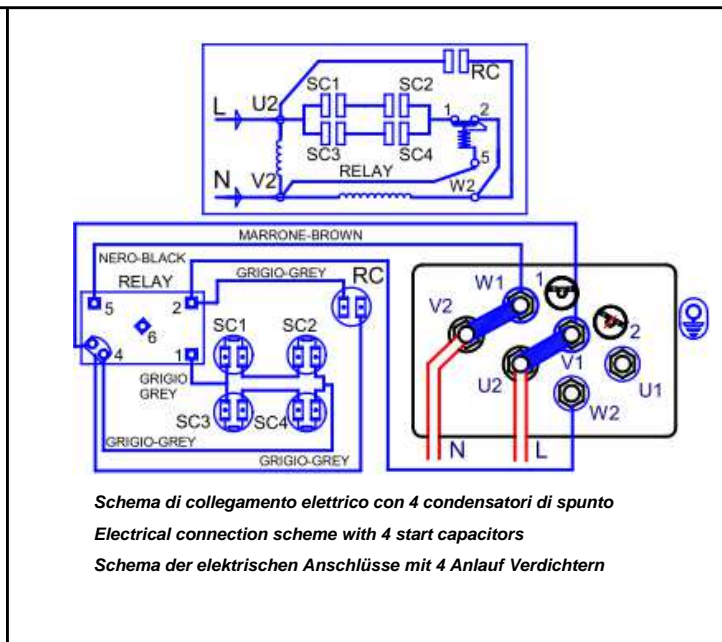 RC
SC1 SC2
L U2
1 2
SC3 SC4
5
RELAY
N V2 W2
MARRONE-BROWN
NERO-BLACK
GRIGIO-GREY RC
RELAY
5 2
6
SC1 SC2
4 1
GRIGIO
GREY
SC3 SC4
GRIGIO-GREY
GRIGIO-GREY
W1 1
V2
2
V1
U2 U1
W2
N L
Schema di collegamento elettrico con 4 condensatori di spunto
Electrical connection scheme with 4 start capacitors
Schema der elektrischen Anschlüsse mit 4 Anlauf Verdichtern